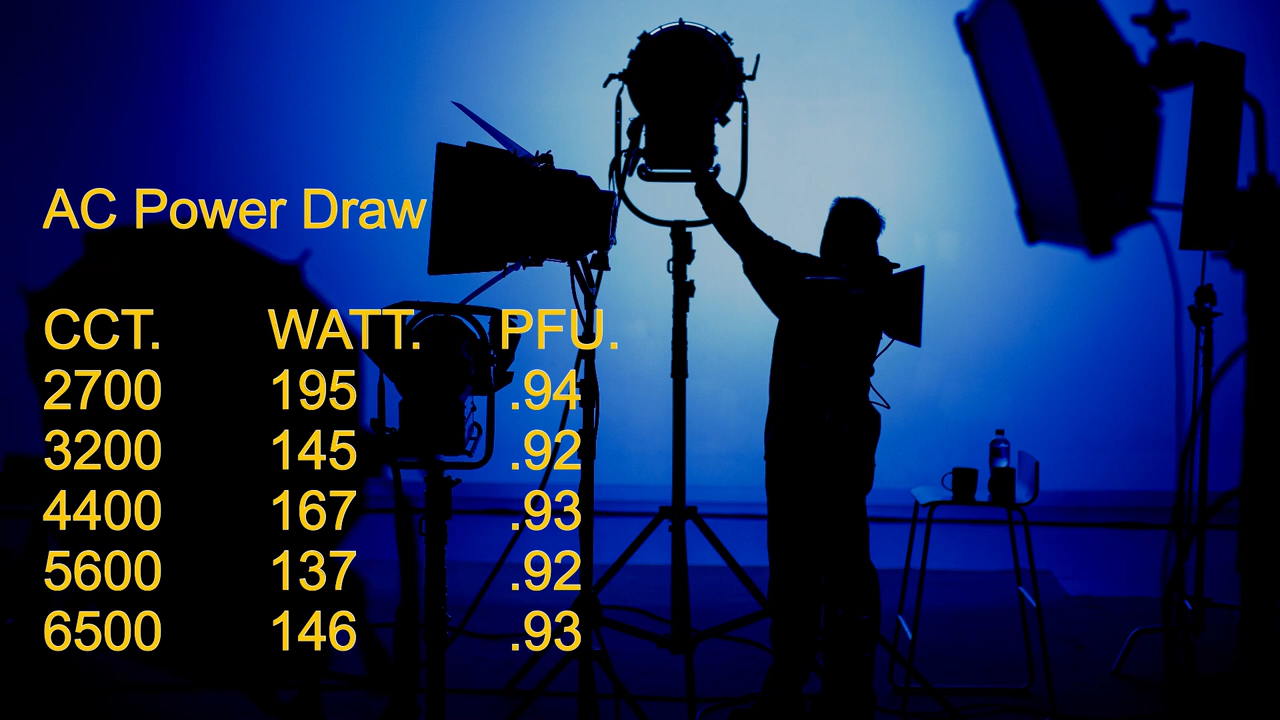 AC Power Draw
CCT. WATT. PFU.
2700 195 .94
3200 145 .92
4400 167 .93
5600 137 .92
6500 146 .93